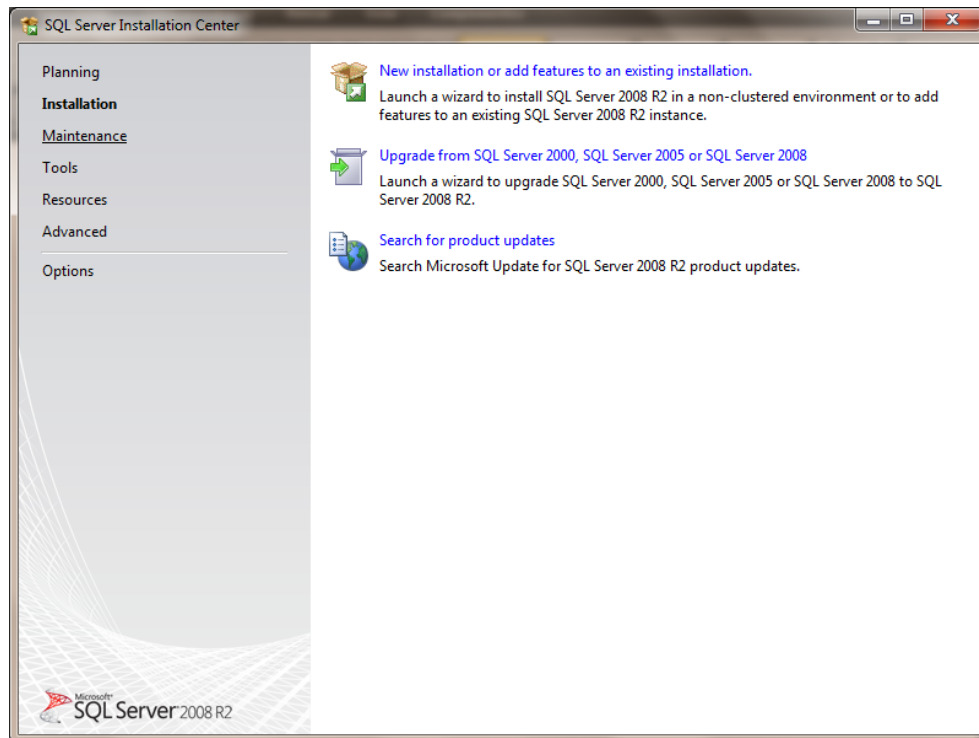 SQL Server Installation Center
Planning
Installation
Maintenance
Tools
Resources
Advanced
Options
New installation or add features to an existing installation.
Launch a wizard to install SQL Server 2008 R2 in a non-clustered environment or to add
features to an existing SQL Server 2008 R2 instance.
Upgrade from SQL Server 2000, SQL Server 2005 or SQL Server 2008
Launch a wizard to upgrade SQL Server 2000, SQL Server 2005 or SQL Server 2008 to SQL
Server 2008 R2.
Search for product updates
Search Microsoft Update for SQL Server 2008 R2 product updates.
Microsoft
SQL Server 2008 R2